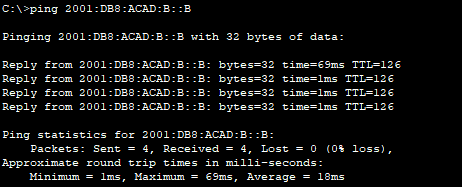 C:\>ping 2001:DB8:ACAD:B::B
Pinging 2001:DB8:ACAD:B::B with 32 bytes of data:
Reply from 2001:DB8:ACAD:B::B: bytes=32 time=69ms TTL=126
Reply from 2001:DB8:ACAD:B::B: bytes=32 time=1ms TTL=126
Reply from 2001:DB8:ACAD:B::B: bytes=32 time=1ms TTL=126
Reply from 2001:DB8:ACAD:B::B: bytes=32 time=1ms TTL=126
Ping statistics for 2001:DB8:ACAD:B::B:
Packets: Sent = 4, Received = 4, Lost = 0 (0% loss),
Approximate round trip times in milli-seconds:
Minimum = 1ms, Maximum = 69ms, Average = 18ms